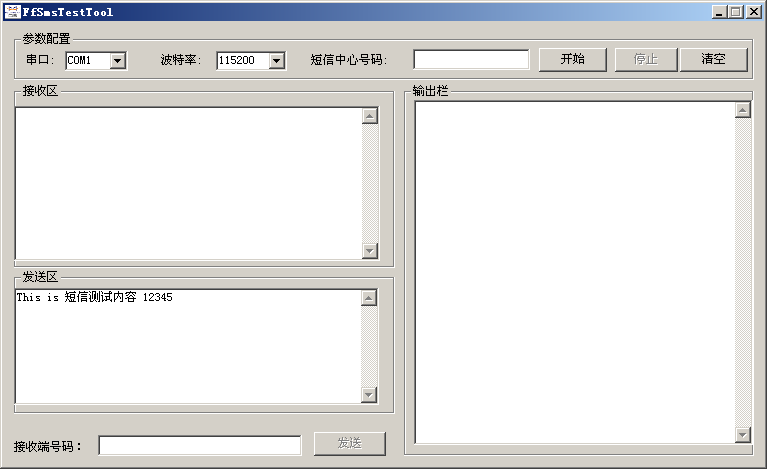 FfSmsTestTool
参数配置
串口: COM1 波特率: 115200 短信中心号码: 开始 停止 清空
接收区
输出栏
发送区
This is 短信测试内容 12345
接收端号码： 发送